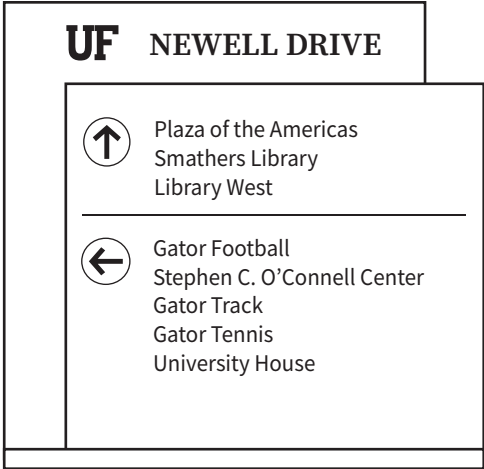 UF NEWELL DRIVE
Plaza of the Americas
Smathers Library
Library West
Gator Football
Stephen C. O’Connell Center
Gator Track
Gator Tennis
University House